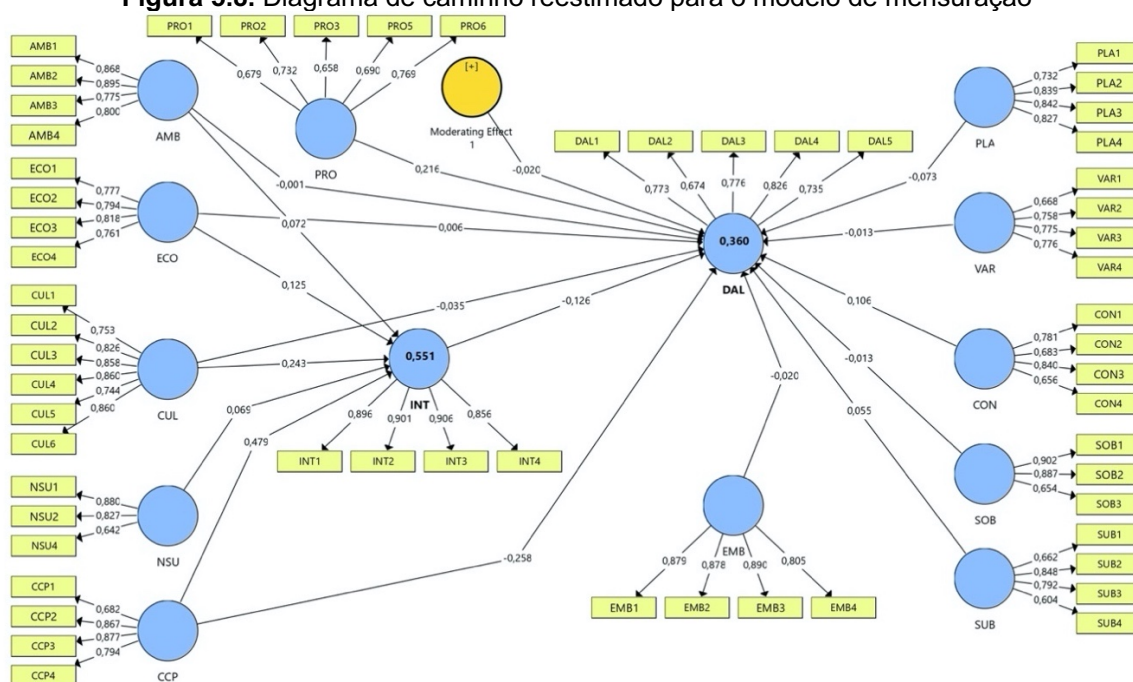 Figura 5.8. Diagrama de caminho reestimado para o modelo de mensuração
PRO1
PRO2
PRO3
PRO5
PRO6
0,679
0,732
0,658
0,690
0,769
PRO
[+]
Moderating Effect
1
AMB1
AMB2
AMB3
AMB4
0,868
0,895
0,775
0,800
AMB
ECO1
ECO2
ECO3
ECO4
0,777
0,794
0,818
0,761
ECO
CUL1
CUL2
CUL3
CUL4
CUL5
CUL6
0,753
0,826
0,858
0,860
0,744
0,860
CUL
NSU1
NSU2
NSU4
0,880
0,827
0,642
NSU
CCP1
CCP2
CCP3
CCP4
0,682
0,867
0,877
0,794
CCP
0,216
-0,020
-0,001
0,072
0,006
0,125
-0,035
-0,126
0,243
0,069
0,479
-0,258
0,551
INT
0,896
0,901
0,906
0,856
INT1
INT2
INT3
INT4
DAL1
DAL2
DAL3
DAL4
DAL5
0,773
0,674
0,776
0,826
0,735
0,360
DAL
-0,073
-0,013
0,106
-0,013
0,055
-0,020
EMB
0,879
0,878
0,890
0,805
EMB1
EMB2
EMB3
EMB4
PLA1
PLA2
PLA3
PLA4
0,732
0,839
0,842
0,827
PLA
VAR1
VAR2
VAR3
VAR4
0,668
0,758
0,775
0,776
VAR
CON1
CON2
CON3
CON4
0,781
0,683
0,840
0,656
CON
SOB1
SOB2
SOB3
0,902
0,887
0,654
SOB
SUB1
SUB2
SUB3
SUB4
0,662
0,848
0,792
0,604
SUB